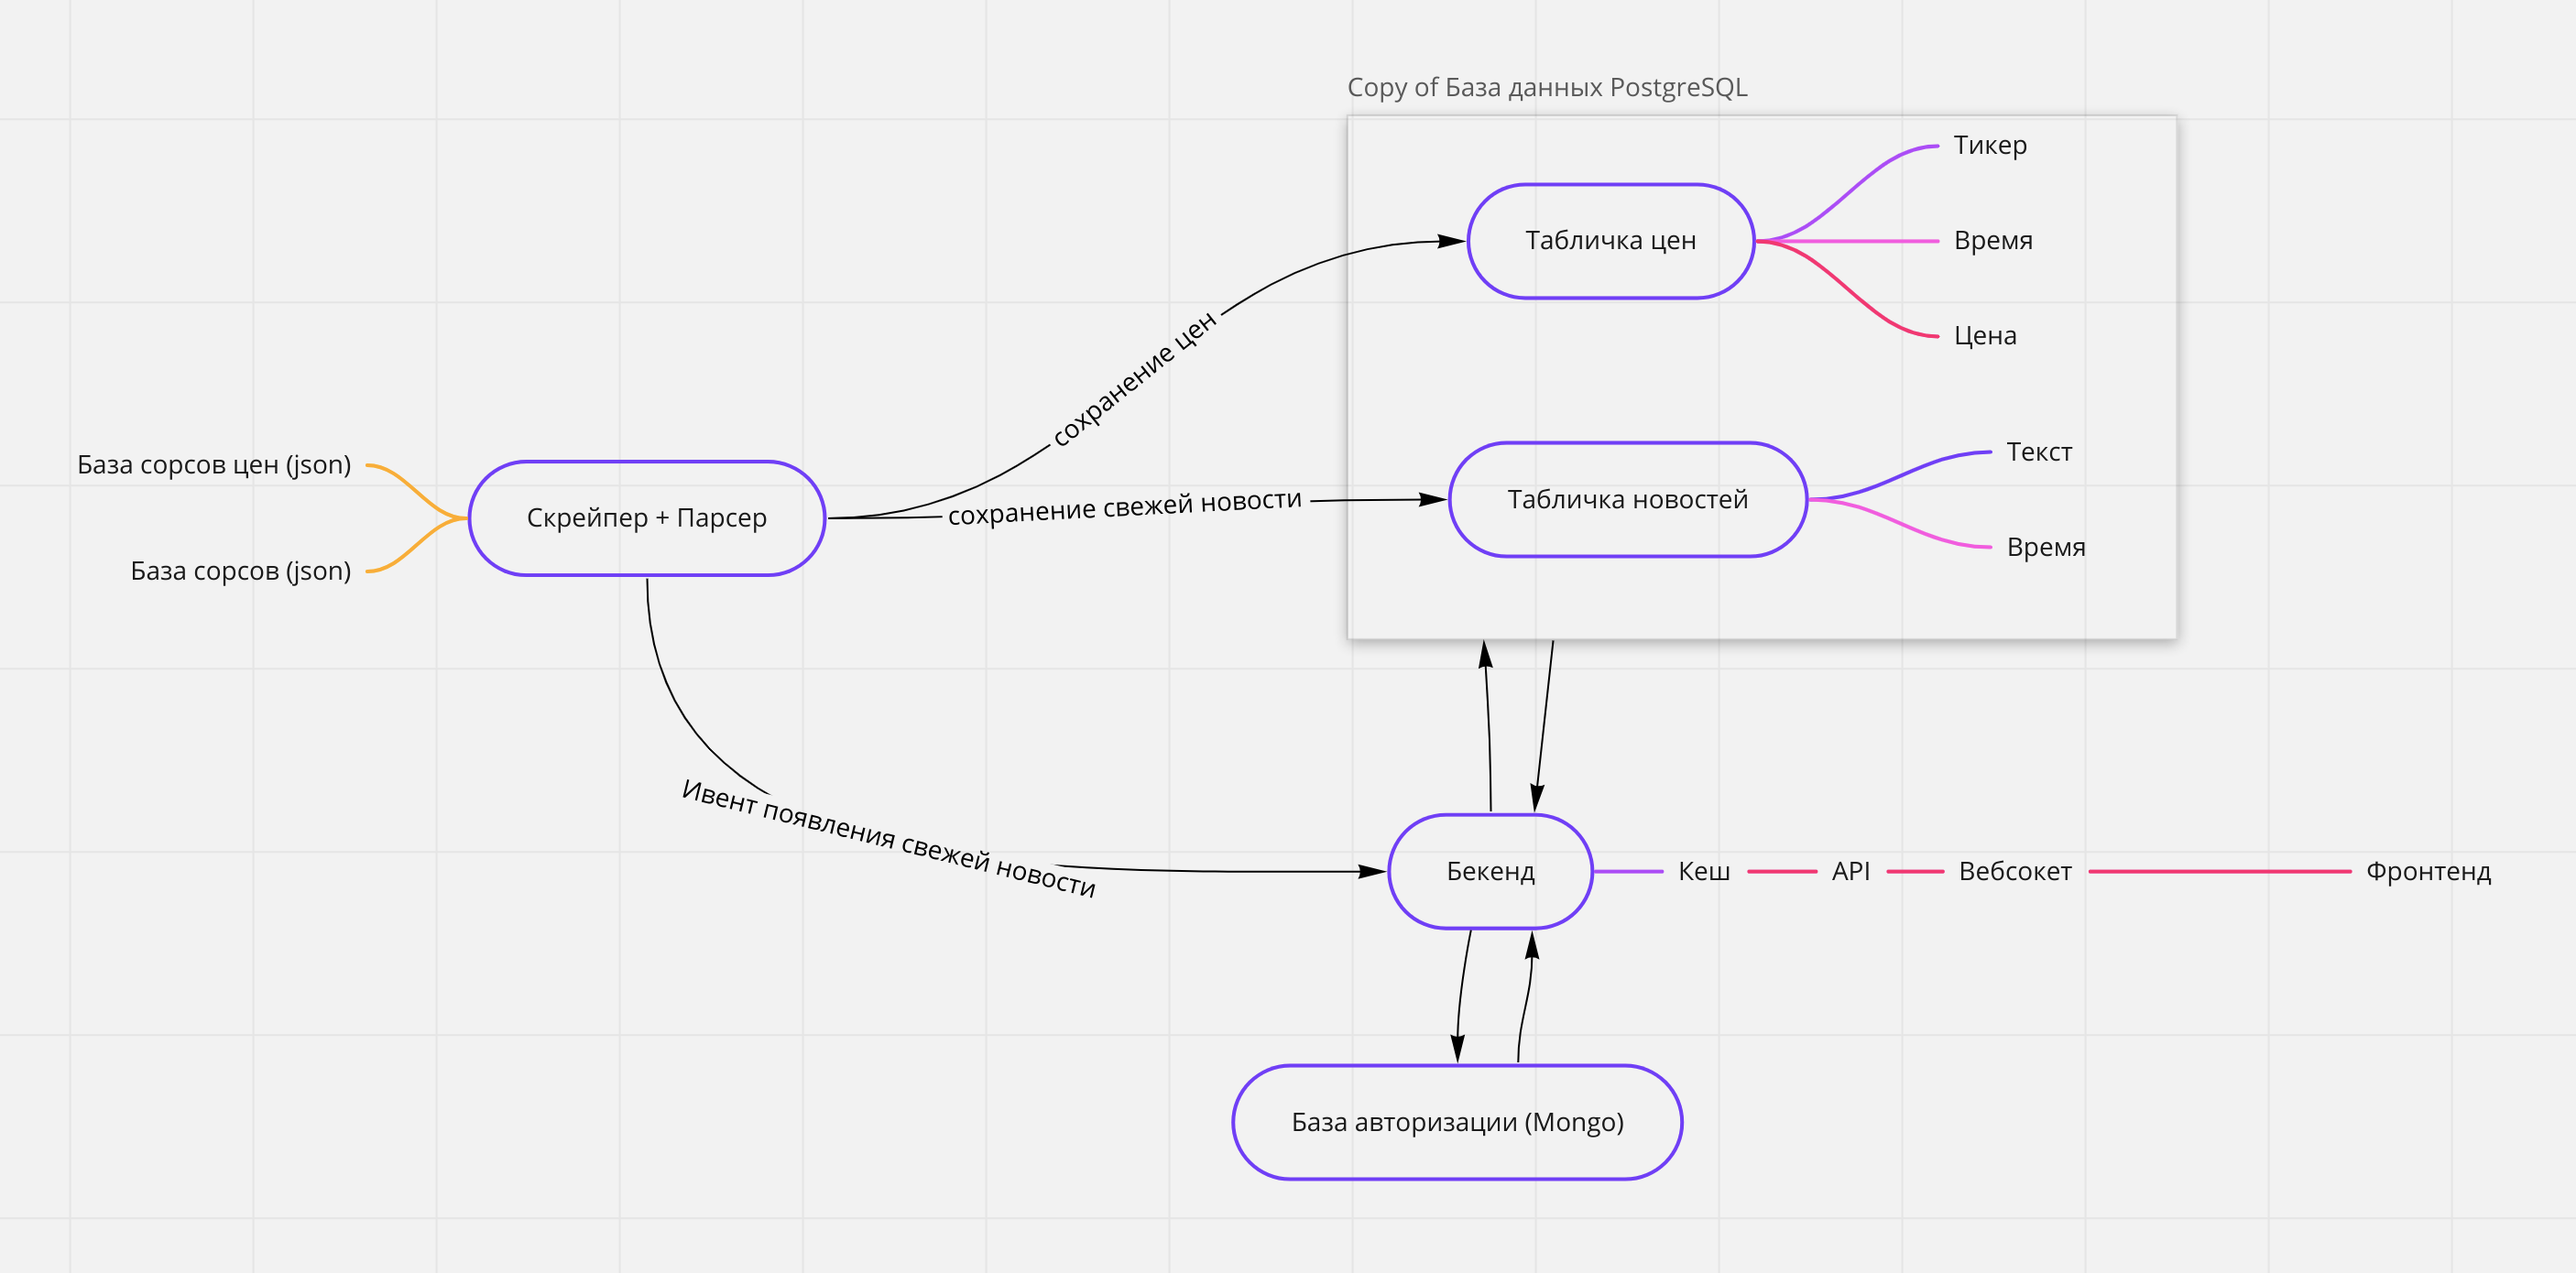 Copy of База данных PostgreSQL
Тикер
Табличка цен
Время
Цена
сохранение цен
База сорсов цен (json)
База сорсов (json)
Скрейпер + Парсер
сохранение свежей новости
Табличка новостей
Текст
Время
Ивент появления свежей новости
Бекенд
Кеш
API
Вебсокет
Фронтенд
База авторизации (Mongo)